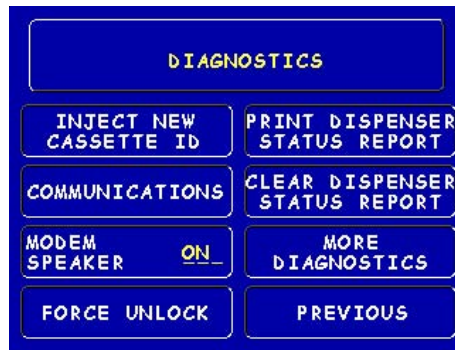 DIAGNOSTICS
INJECT NEW
CASSETTE ID
PRINT DISPENSER
STATUS REPORT
COMMUNICATIONS
CLEAR DISPENSER
STATUS REPORT
MODEM
SPEAKER ON
MORE
DIAGNOSTICS
FORCE UNLOCK
PREVIOUS